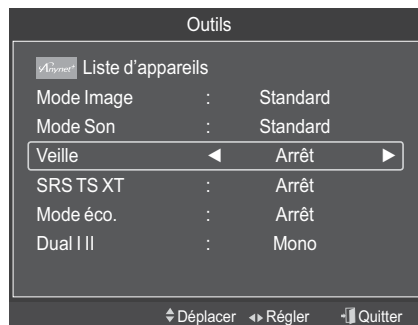 Outils
Anynet+ Liste d'appareils
Mode Image : Standard
Mode Son : Standard
Veille ◄ Arrêt ►
SRS TS XT : Arrêt
Mode éco. : Arrêt
Dual I II : Mono
Déplacer Régler Quitter